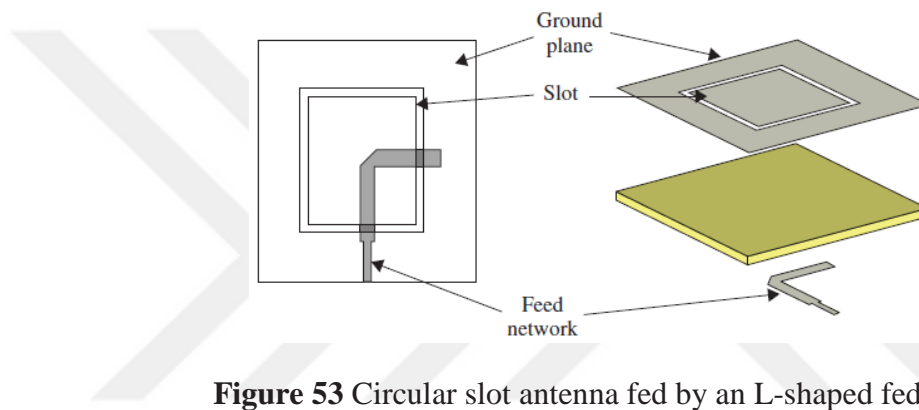 Ground
plane
Slot
Feed
network
Figure 53 Circular slot antenna fed by an L-shaped fed